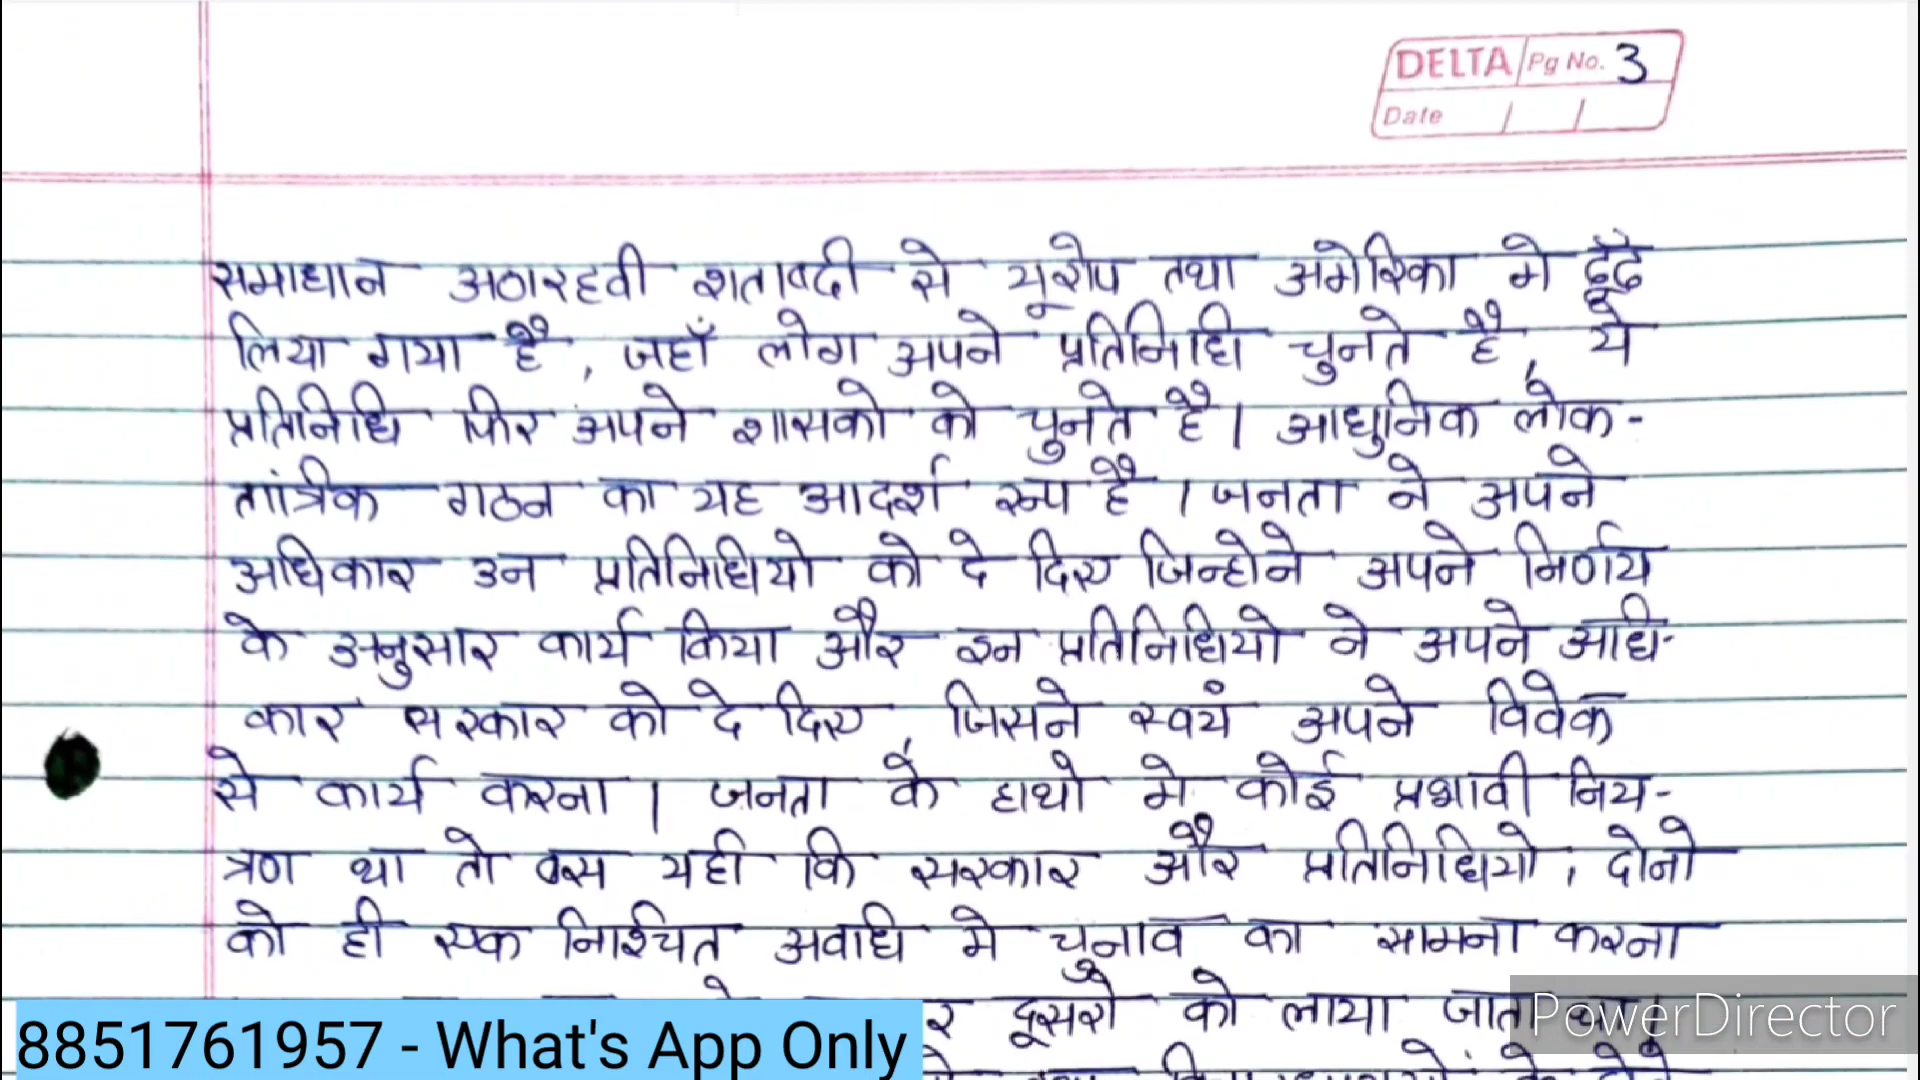 DELTA Pg No. 3
Date / /
समाधान अठारहवी शताब्दी से यूरोप तथा अमेरिका मे ढूँढ
लिया गया है, जहाँ लोग अपने प्रतिनिधि चुनते है, ये
प्रतिनिधि फिर अपने शासको को चुनते है। आधुनिक लोक-
तांत्रिक गठन का यह आदर्श रूप है। जनता ने अपने
अधिकार उन प्रतिनिधियो को दे दिए जिन्होने अपने निर्णय
के अनुसार कार्य किया और इन प्रतिनिधियो ने अपने अधि-
कार सरकार को दे दिए, जिसने स्वयं अपने विवेक
से कार्य करना। जनता के हाथो मे कोई प्रभावी निय-
त्रण था तो बस यही कि सरकार और प्रतिनिधियो, दोनो
को ही एक निश्चित अवधि मे चुनाव का सामना करना
दूसरो को लाया जाता था।
PowerDirector
8851761957 - What's App Only